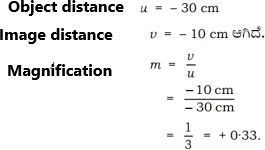 Object distance u = – 30 cm
Image distance v = – 10 cm ಆಗಿದೆ.
Magnification m = v/u
= –10 cm / –30 cm
= 1/3 = + 0·33.